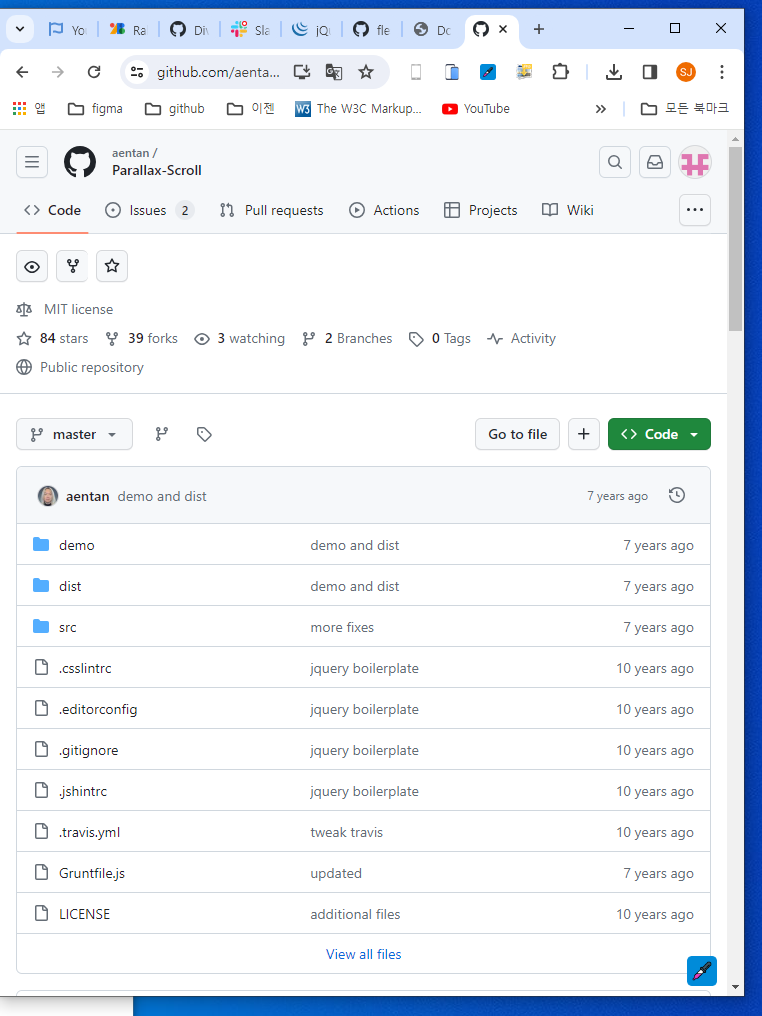 Yo
Ra
Div
Sla
jQ
fle
Do
github.com/aenta...
SJ
앱
figma
github
이젠
W3
The W3C Markup...
YouTube
»
모든 북마크
aentan /
Parallax-Scroll
Code
Issues 2
Pull requests
Actions
Projects
Wiki
MIT license
84 stars
39 forks
3 watching
2 Branches
0 Tags
Activity
Public repository
master
Go to file
Code
aentan demo and dist 7 years ago
demo demo and dist 7 years ago
dist demo and dist 7 years ago
src more fixes 7 years ago
.csslintrc jquery boilerplate 10 years ago
.editorconfig jquery boilerplate 10 years ago
.gitignore jquery boilerplate 10 years ago
.jshintrc jquery boilerplate 10 years ago
.travis.yml tweak travis 10 years ago
Gruntfile.js updated 7 years ago
LICENSE additional files 10 years ago
View all files